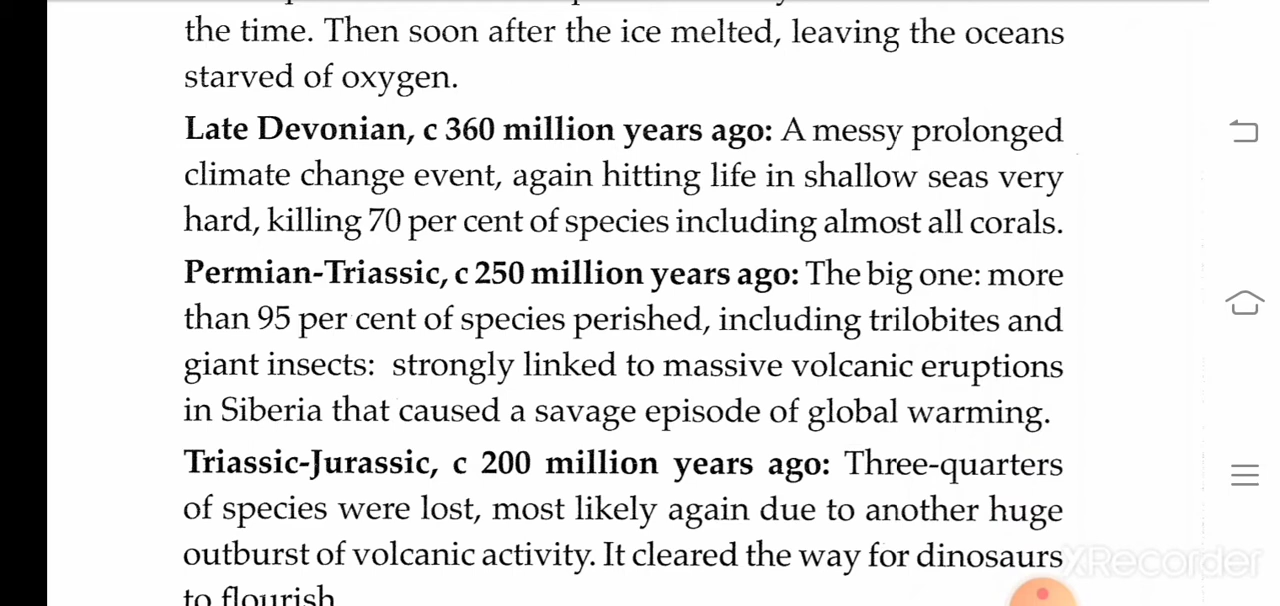 the time. Then soon after the ice melted, leaving the oceans
starved of oxygen.
Late Devonian, c 360 million years ago: A messy prolonged
climate change event, again hitting life in shallow seas very
hard, killing 70 per cent of species including almost all corals.
Permian-Triassic, c 250 million years ago: The big one: more
than 95 per cent of species perished, including trilobites and
giant insects: strongly linked to massive volcanic eruptions
in Siberia that caused a savage episode of global warming.
Triassic-Jurassic, c 200 million years ago: Three-quarters
of species were lost, most likely again due to another huge
outburst of volcanic activity. It cleared the way for dinosaurs
XRecorder
to flourish